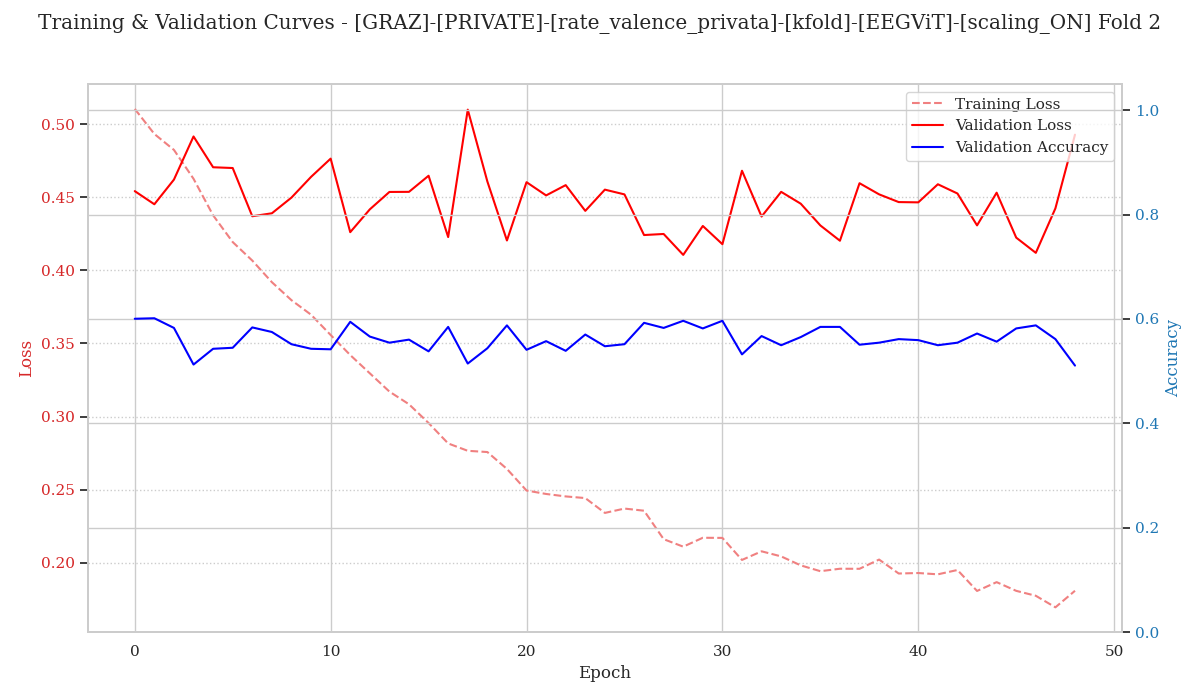 Training & Validation Curves - [GRAZ]-[PRIVATE]-[rate_valence_privata]-[kfold]-[EEGViT]-[scaling_ON] Fold 2
Training Loss
Validation Loss
Validation Accuracy
0.50
0.45
0.40
0.35
0.30
0.25
0.20
Loss
1.0
0.8
0.6
0.4
0.2
0.0
Accuracy
0
10
20
30
40
50
Epoch